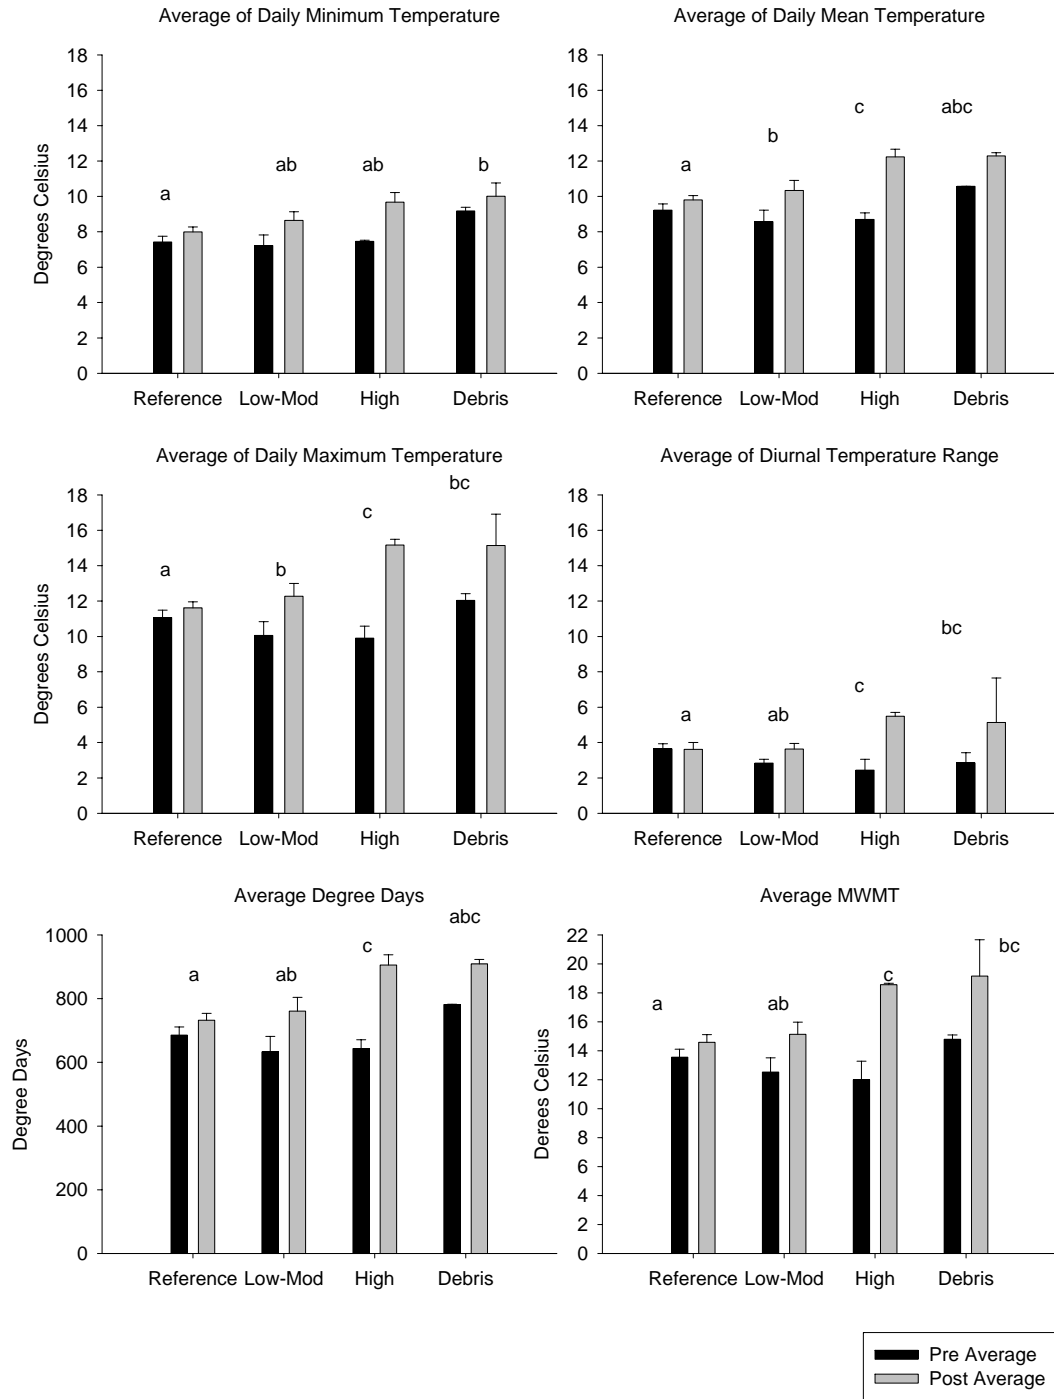 Average of Daily Minimum Temperature
Degrees Celsius
18
16
14
12
10
8
6
4
2
0
a
ab
ab
b
Reference Low-Mod High Debris
Average of Daily Mean Temperature
18
16
14
12
10
8
6
4
2
0
a
b
c
abc
Reference Low-Mod High Debris
Average of Daily Maximum Temperature
Degrees Celsius
18
16
14
12
10
8
6
4
2
0
a
b
c
bc
Reference Low-Mod High Debris
Average of Diurnal Temperature Range
18
16
14
12
10
8
6
4
2
0
a
ab
c
bc
Reference Low-Mod High Debris
Average Degree Days
Degree Days
1000
800
600
400
200
0
a
ab
c
abc
Reference Low-Mod High Debris
Average MWMT
Derees Celsius
22
20
18
16
14
12
10
8
6
4
2
0
a
ab
c
bc
Reference Low-Mod High Debris
Pre Average
Post Average